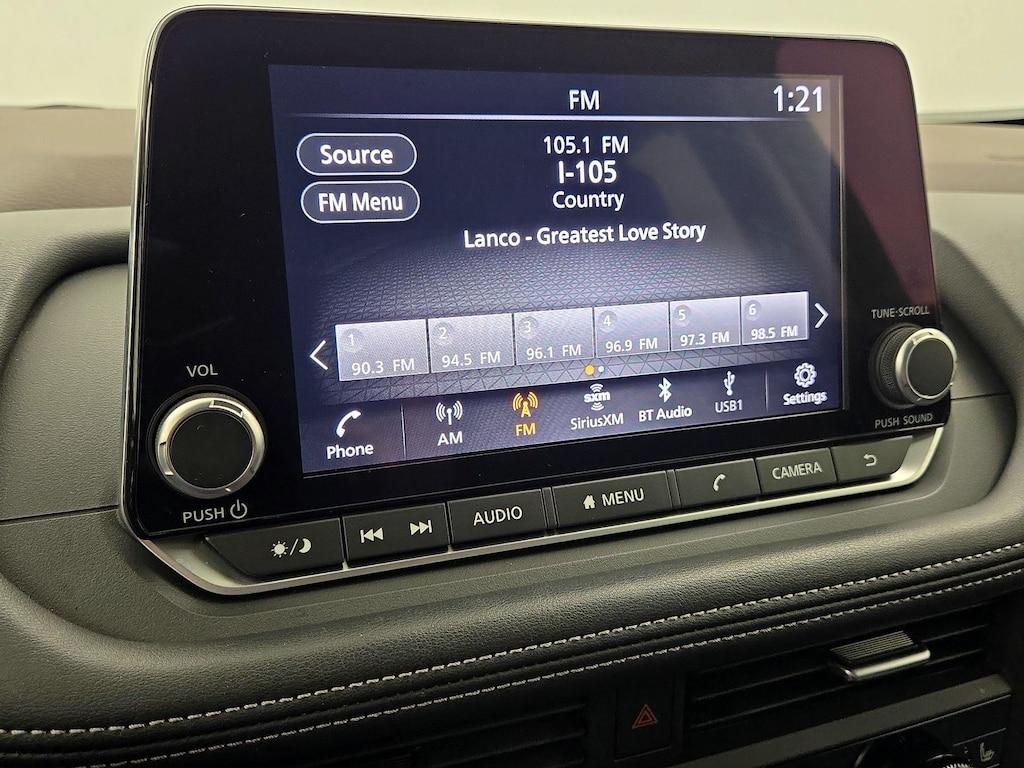 FM
1:21
Source
105.1 FM
I-105
FM Menu
Country
Lanco - Greatest Love Story
1
90.3 FM
2
94.5 FM
3
96.1 FM
4
96.9 FM
5
97.3 FM
6
98.5 FM
TUNE·SCROLL
VOL
Phone
AM
FM
sxm
SiriusXM
BT Audio
USB1
Settings
PUSH SOUND
PUSH
AUDIO
MENU
CAMERA